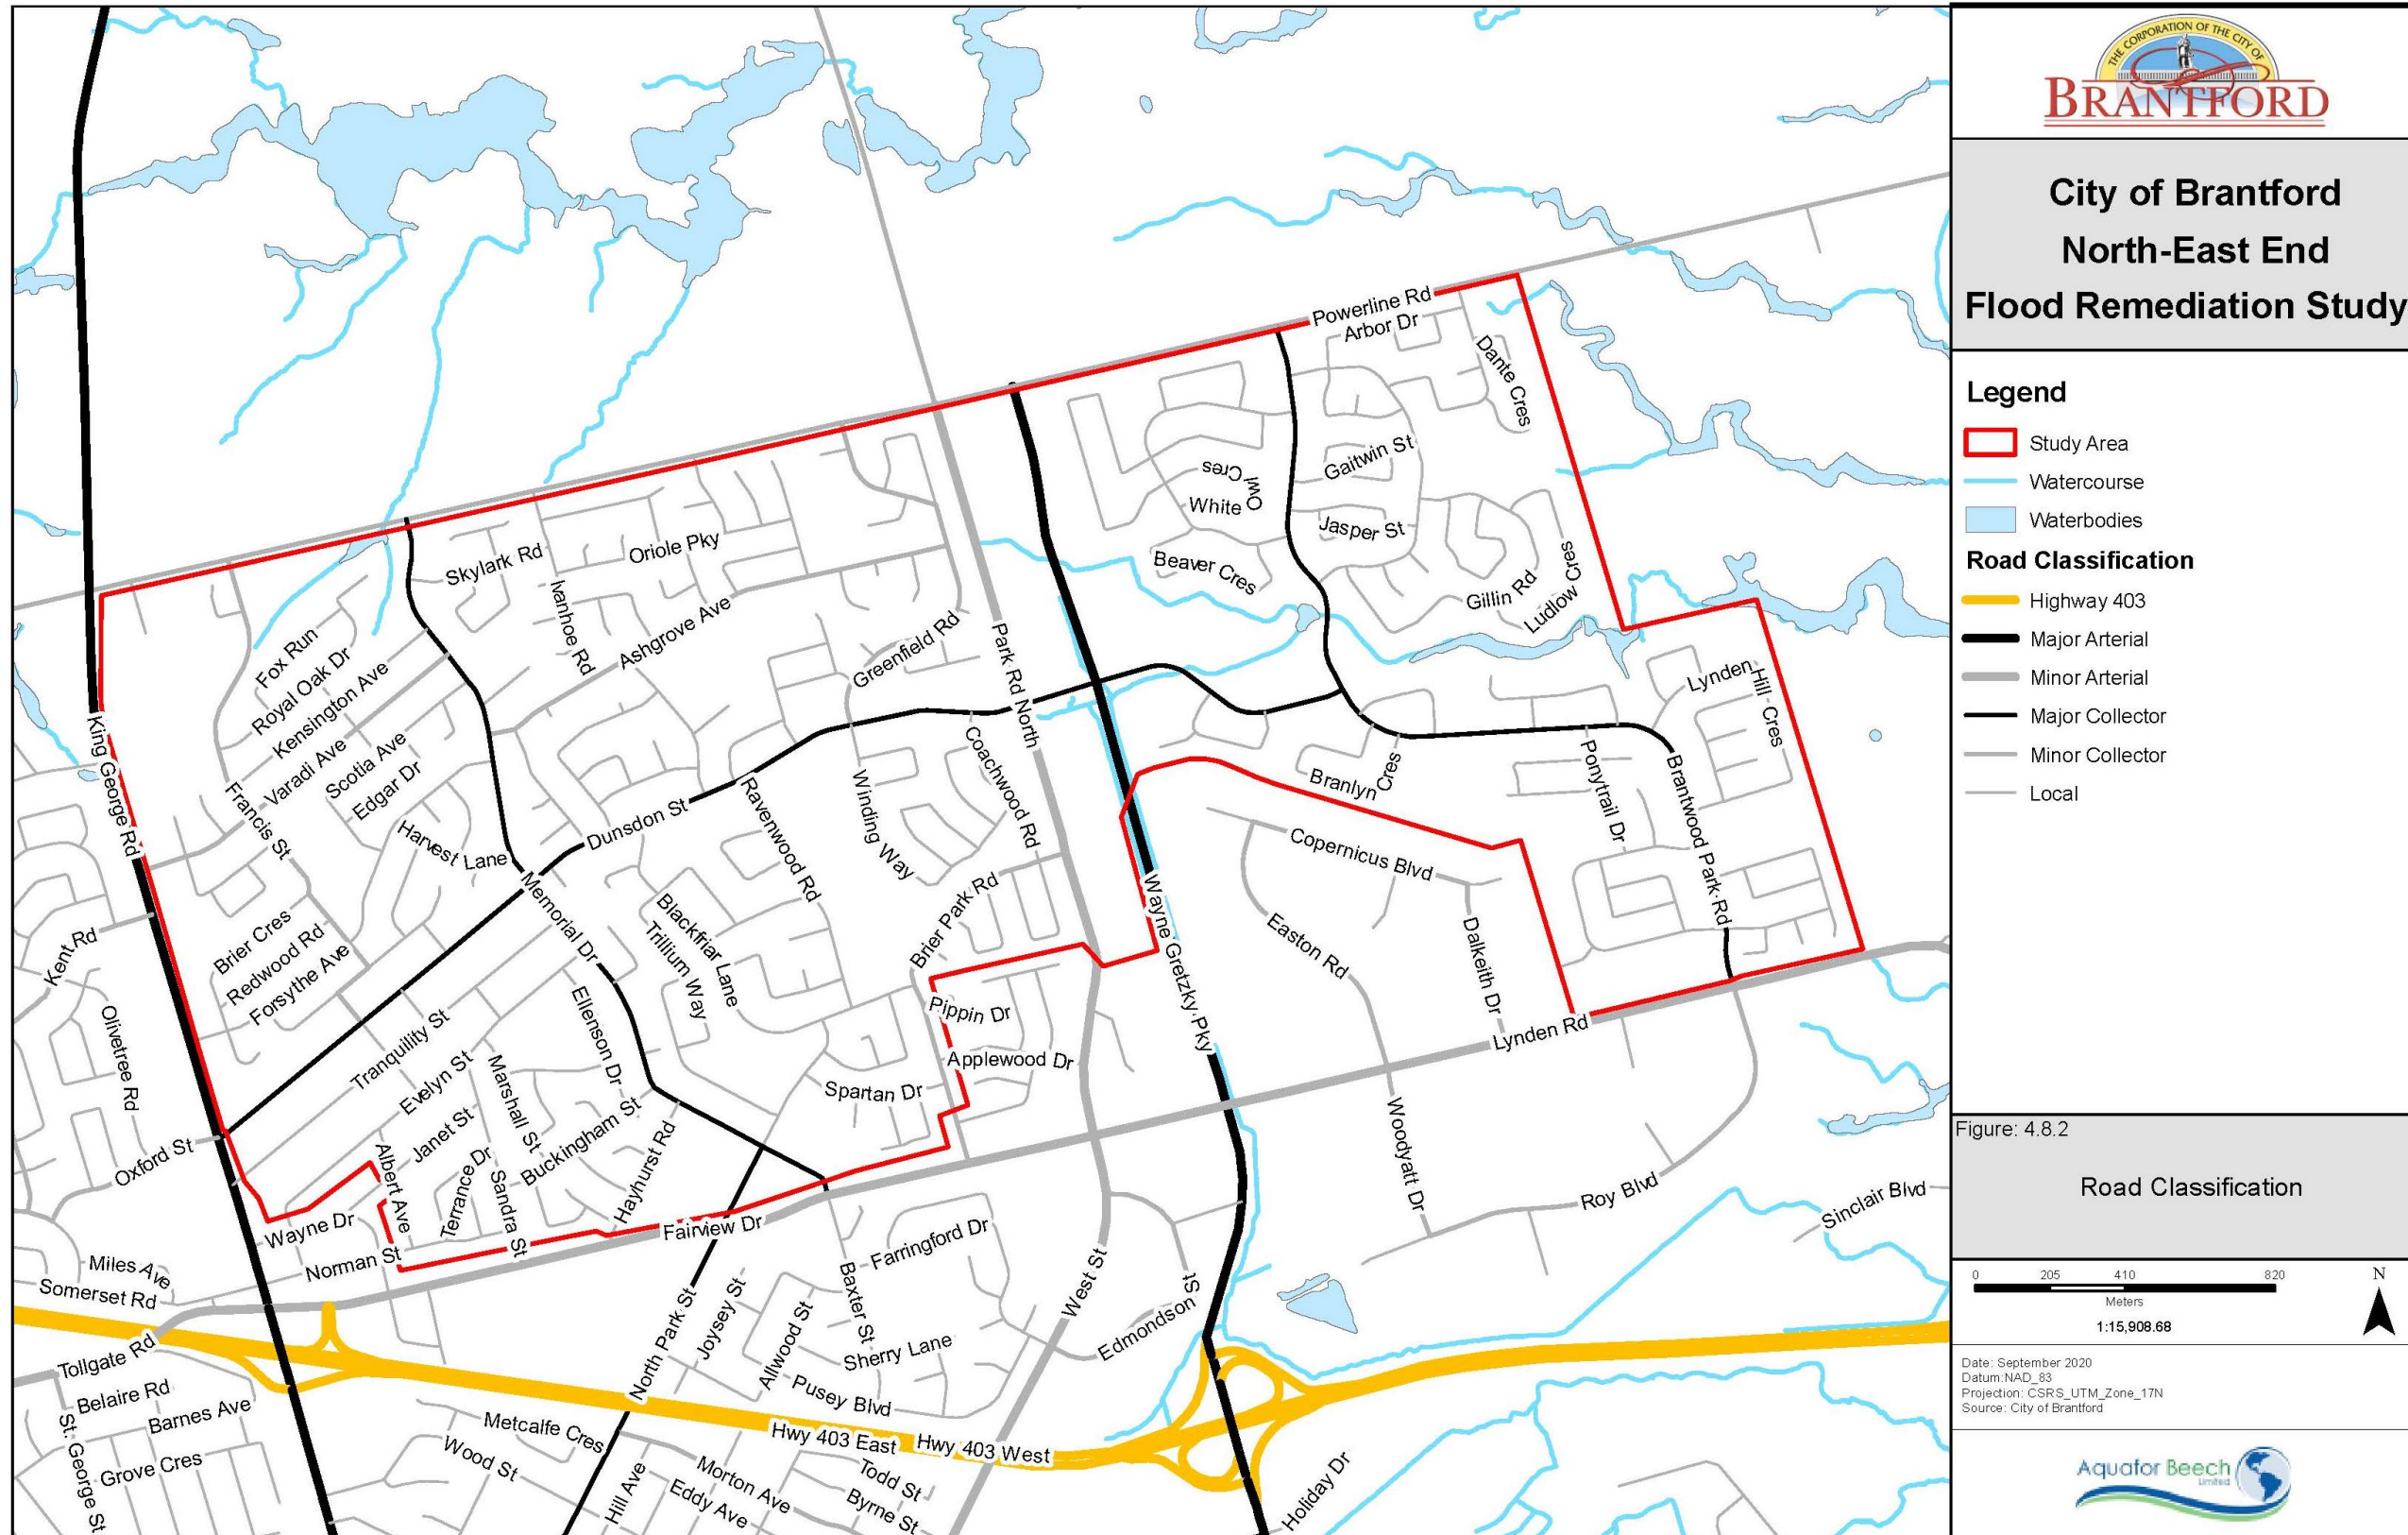 THE CORPORATION OF THE CITY OF
BRANTFORD
City of Brantford
North-East End
Flood Remediation Study
Legend
Study Area
Watercourse
Waterbodies
Road Classification
Highway 403
Major Arterial
Minor Arterial
Major Collector
Minor Collector
Local
Figure: 4.8.2
Road Classification
0 205 410 820
Meters
1:15,908.68
N
Date: September 2020
Datum:NAD_83
Projection: CSRS_UTM_Zone_17N
Source: City of Brantford
Aquafor Beech
Limited
Powerline Rd
Arbor Dr
Dante Cres
Gaitwin St
White Owl Cres
Jasper St
Beaver Cres
Gillin Rd
Ludlow Cres
Skylark Rd
Oriole Pky
Ivanhoe Rd
Ashgrove Ave
Greenfield Rd
Park Rd North
Fox Run
Royal Oak Dr
Kensington Ave
Varadi Ave
Scotia Ave
Edgar Dr
Francis St
Harvest Lane
King George Rd
Lynden Hill Cres
Branlyn Cres
Ponytrail Dr
Brantwood Park Rd
Dunsdon St
Ravenwood Rd
Winding Way
Coachwood Rd
Copernicus Blvd
Memorial Dr
Blackfriar Lane
Trillium Way
Brier Park Rd
Wayne Gretzky Pky
Easton Rd
Dalkeith Dr
Kent Rd
Brier Cres
Redwood Rd
Forsythe Ave
Olivetree Rd
Tranquility St
Ellenson Dr
Pippin Dr
Applewood Dr
Spartan Dr
Lynden Rd
Evelyn St
Marshall St
Janet St
Buckingham St
Hayhurst Rd
Oxford St
Albert Ave
Terrance Dr
Sandra St
Woodyatt Dr
Roy Blvd
Sinclair Blvd
Wayne Dr
Norman St
Fairview Dr
Farringford Dr
Miles Ave
Somerset Rd
Baxter St
West St
Edmondson St
North Park St
Joysey St
Allwood St
Sherry Lane
Pusey Blvd
Tollgate Rd
Belaire Rd
Barnes Ave
St. George St
Grove Cres
Metcalfe Cres
Wood St
Hwy 403 East
Hwy 403 West
Hill Ave
Morton Ave
Eddy Ave
Todd St
Byrne St
Holiday Dr